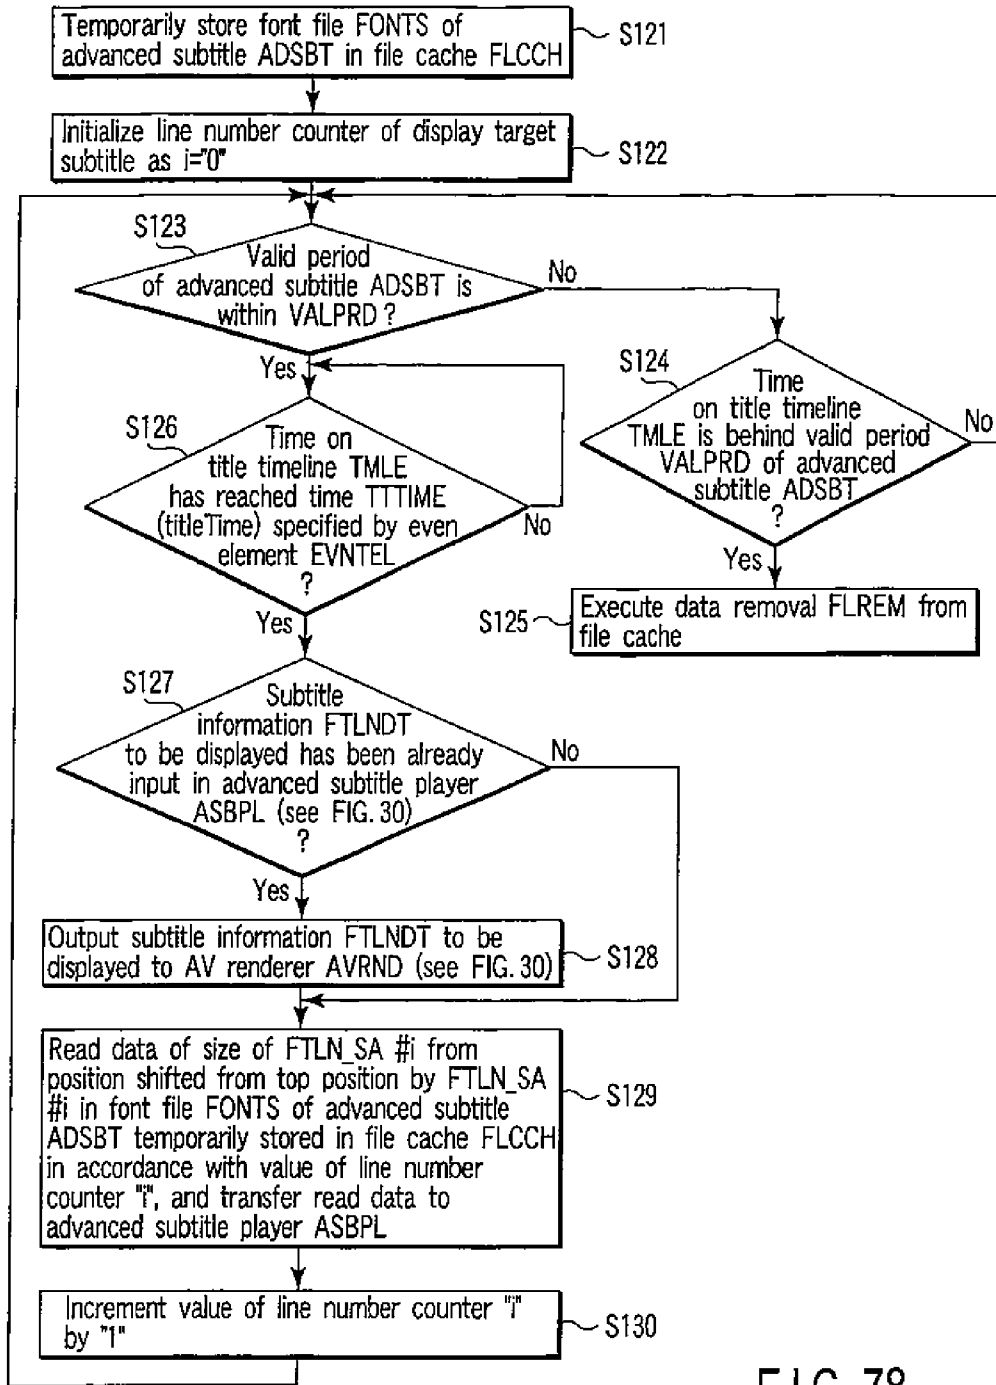 Temporarily store font file FONTS of
advanced subtitle ADSBT in file cache FLCCH
S121
Initialize line number counter of display target
subtitle as i="0"
S122
S123
Valid period
of advanced subtitle ADSBT is
within VALPRD?
No
Yes
S124
Time
on title timeline
TMLE is behind valid period
VALPRD of advanced
subtitle ADSBT
?
No
Yes
S125
Execute data removal FLREM from
file cache
S126
Time on
title timeline TMLE
has reached time TTTIME
(titleTime) specified by even
element EVNTEL
?
No
Yes
S127
Subtitle
information FTLNDT
to be displayed has been already
input in advanced subtitle player
ASBPL (see FIG. 30)
?
No
Yes
Output subtitle information FTLNDT to be
displayed to AV renderer AVRND (see FIG. 30)
S128
Read data of size of FTLN_SA #i from
position shifted from top position by FTLN_SA
#i in font file FONTS of advanced subtitle
ADSBT temporarily stored in file cache FLCCH
in accordance with value of line number
counter "i", and transfer read data to
advanced subtitle player ASBPL
S129
Increment value of line number counter "i"
by "1"
S130
FIG. 78